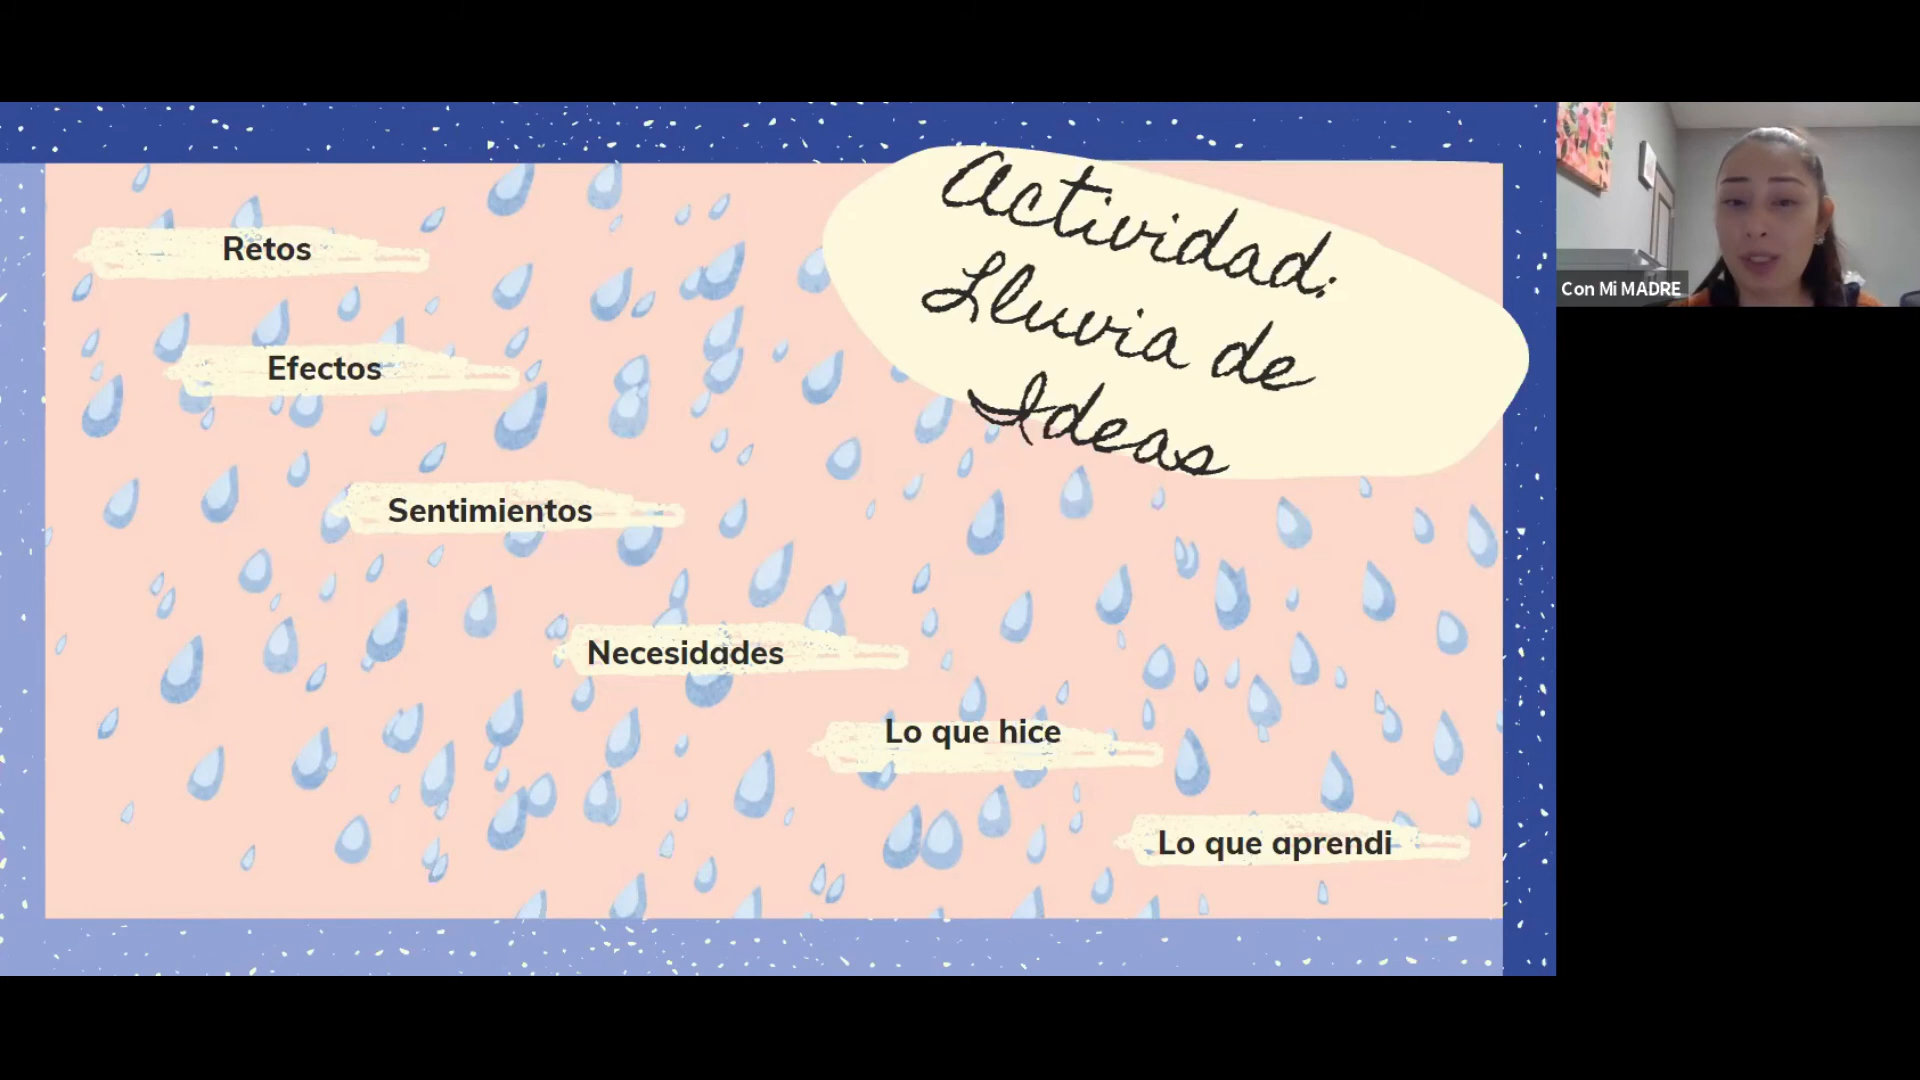 Actividad:
Lluvia de
Ideas
Retos
Efectos
Sentimientos
Necesidades
Lo que hice
Lo que aprendi
Con Mi MADRE